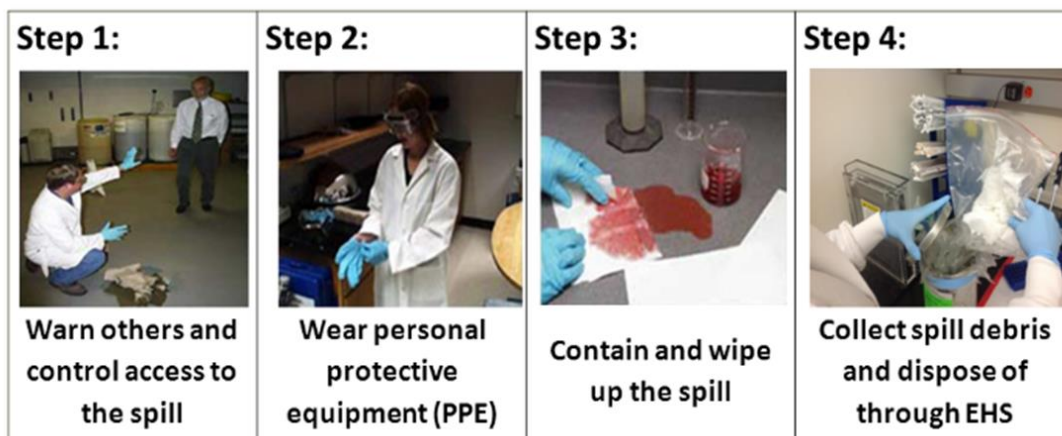 Step 1:
Warn others and
control access to
the spill
Step 2:
Wear personal
protective
equipment (PPE)
Step 3:
Contain and wipe
up the spill
Step 4:
Collect spill debris
and dispose of
through EHS